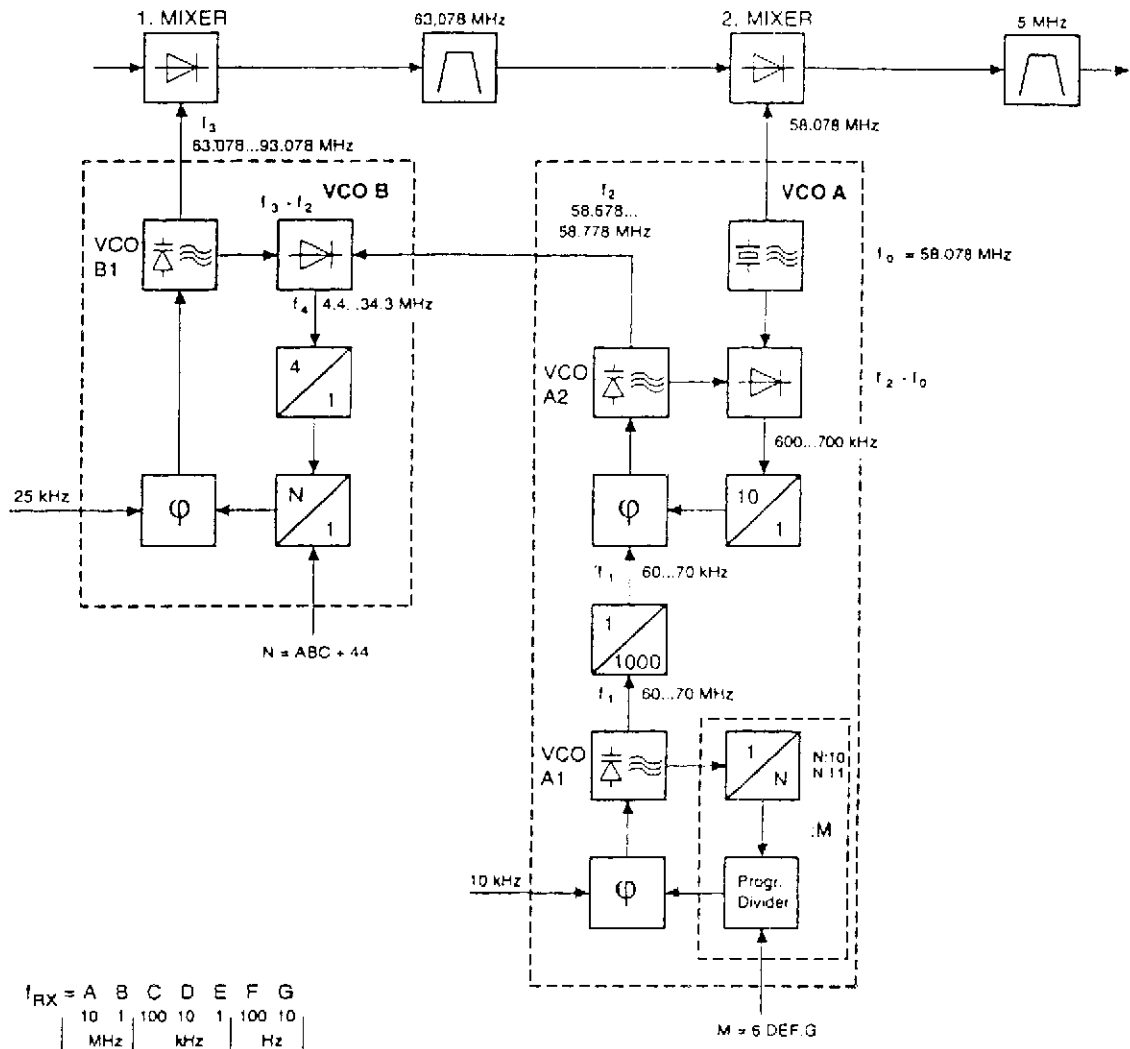 1. MIXER
63,078 MHz
2. MIXER
5 MHz
f3
63.078...93.078 MHz
58.078 MHz
VCO B
f3 - f2
VCO
B1
f2
58.678...
58.778 MHz
VCO A
f0 = 58.078 MHz
f4 4.4...34.3 MHz
4
1
VCO
A2
f2 - f0
600...700 kHz
25 kHz
φ
N
1
φ
10
1
f1 60...70 kHz
N = ABC + 44
1
1000
f1 60...70 MHz
VCO
A1
1
N
N:10
N:11
:M
10 kHz
φ
Progr.
Divider
fRX = A B C D E F G
10 1 100 10 1 100 10
MHz kHz Hz
M = 6 DEF.G